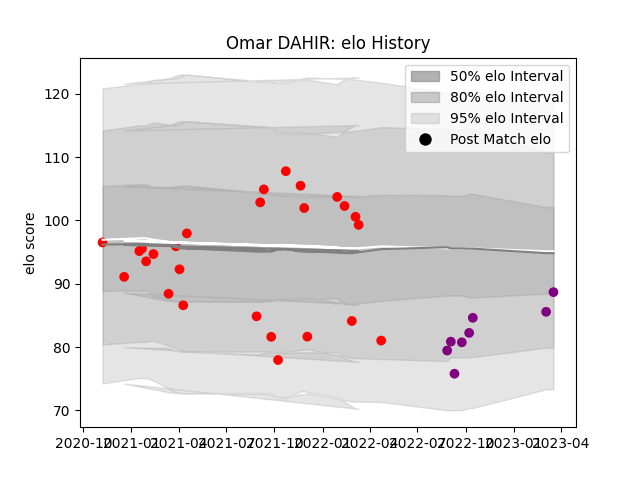 Omar DAHIR: elo History
50% elo Interval
80% elo Interval
95% elo Interval
Post Match elo
elo score
120
110
100
90
80
70
2020-10 2021-01 2021-04 2021-07 2021-10 2022-01 2022-04 2022-07 2022-10 2023-01 2023-04